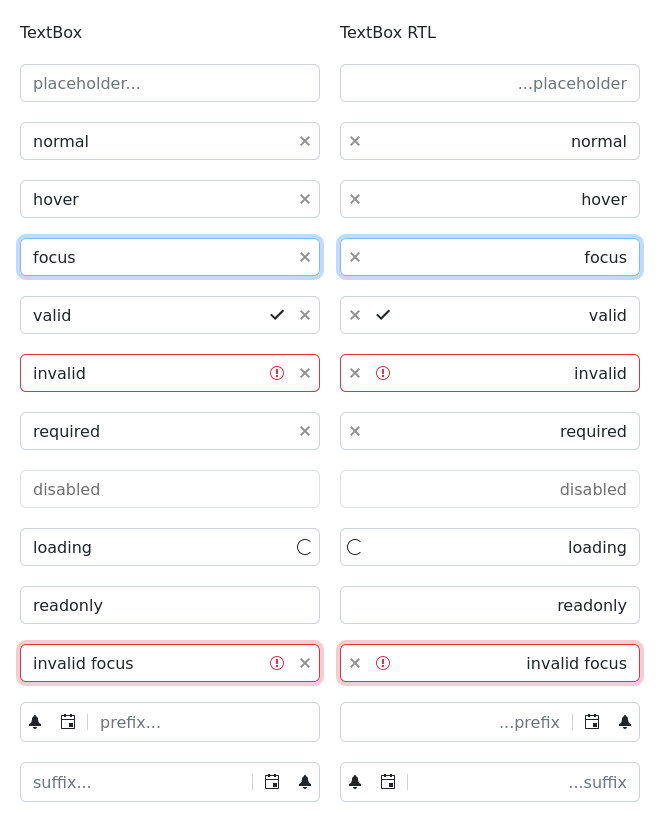 TextBox
TextBox RTL
placeholder...
...placeholder
normal
normal
hover
hover
focus
focus
valid
valid
invalid
invalid
required
required
disabled
disabled
loading
loading
readonly
readonly
invalid focus
invalid focus
prefix...
...prefix
suffix...
...suffix